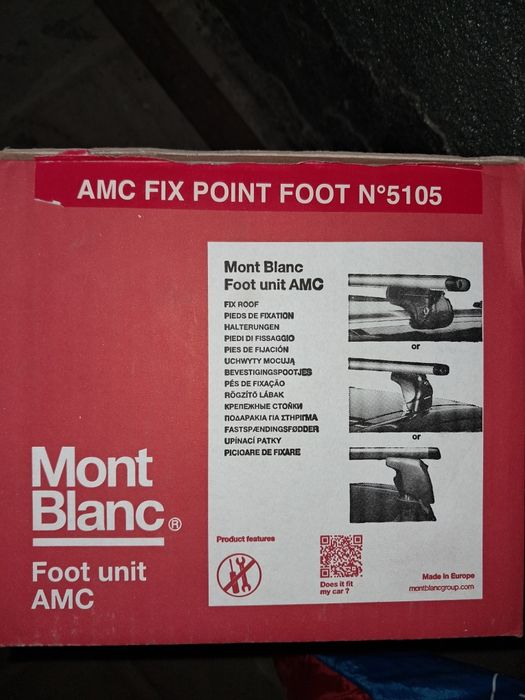 AMC FIX POINT FOOT N°5105
Mont Blanc
Foot unit AMC
FIX ROOF
PIEDS DE FIXATION
HALTERUNGEN
PIEDI DI FISSAGGIO
PIES DE FIJACIÓN
UCHWYTY MOCUJĄ
BEVESTIGINGSPOOTJES
PÉS DE FIXAÇÃO
RÖGZÍTŐ LÁBAK
КРЕПЕЖНЫЕ СТОЙКИ
ΠΟΔΑΡΑΚΙΑ ΓΙΑ ΣΤΗΡΙΓΜΑ
FASTSPÆNDINGSFØDDER
UPÍNACÍ PATKY
PICIOARE DE FIXARE
or
or
Mont
Blanc®
Foot unit
AMC
Product features
Does it fit
my car ?
Made in Europe
montblancgroup.com